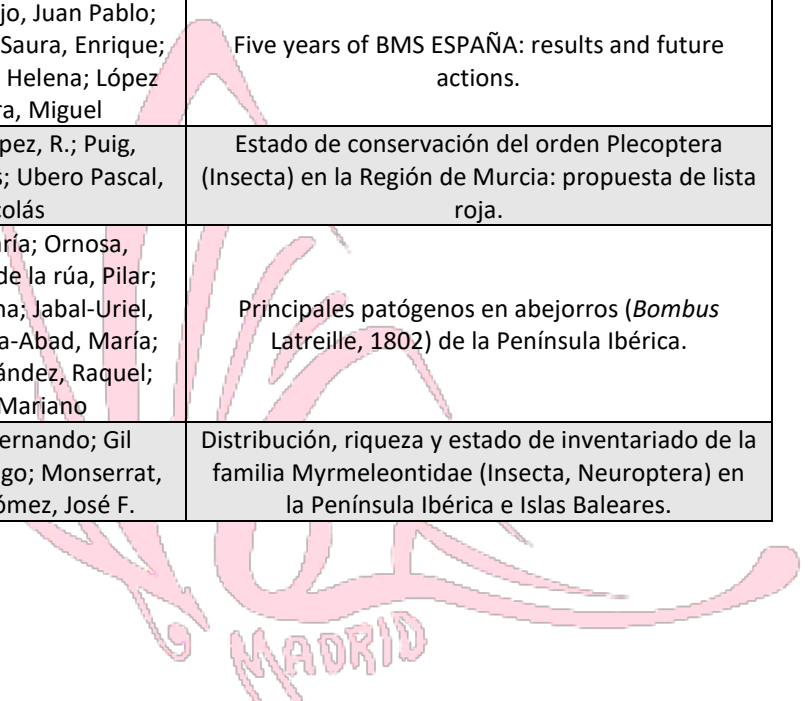 jo, Juan Pablo;
Saura, Enrique;
Helena; López
ra, Miguel
Five years of BMS ESPAÑA: results and future
actions.
pez, R.; Puig,
s; Ubero Pascal,
colás
Estado de conservación del orden Plecoptera
(Insecta) en la Región de Murcia: propuesta de lista
roja.
ría; Ornosa,
de la rúa, Pilar;
na; Jabal-Uriel,
a-Abad, María;
ández, Raquel;
Mariano
Principales patógenos en abejorros (Bombus
Latreille, 1802) de la Península Ibérica.
ernando; Gil
go; Monserrat,
ómez, José F.
Distribución, riqueza y estado de inventariado de la
familia Myrmeleontidae (Insecta, Neuroptera) en
la Península Ibérica e Islas Baleares.
MADRID